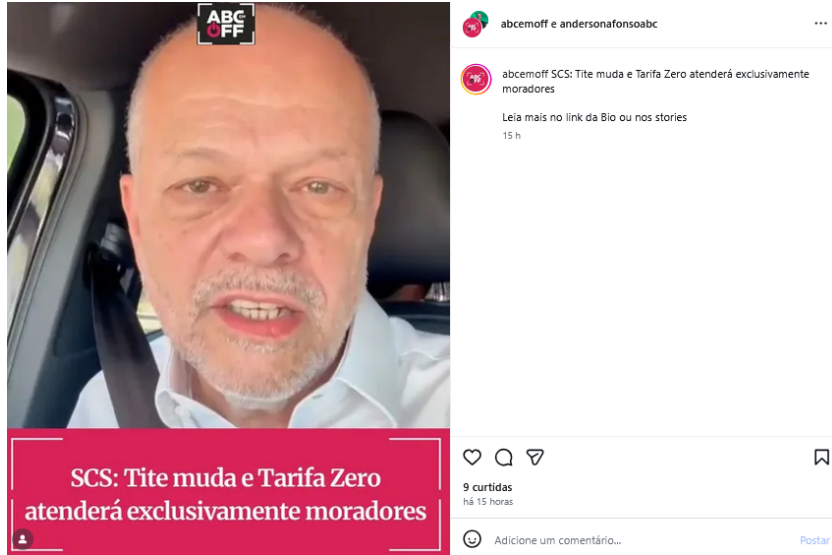 ABC EM
OFF
SCS: Tite muda e Tarifa Zero
atenderá exclusivamente moradores
abcemoff e andersonafonsoabc
abcemoff SCS: Tite muda e Tarifa Zero atenderá exclusivamente
moradores
Leia mais no link da Bio ou nos stories
15 h
9 curtidas
há 15 horas
Adicione um comentário...
Postar